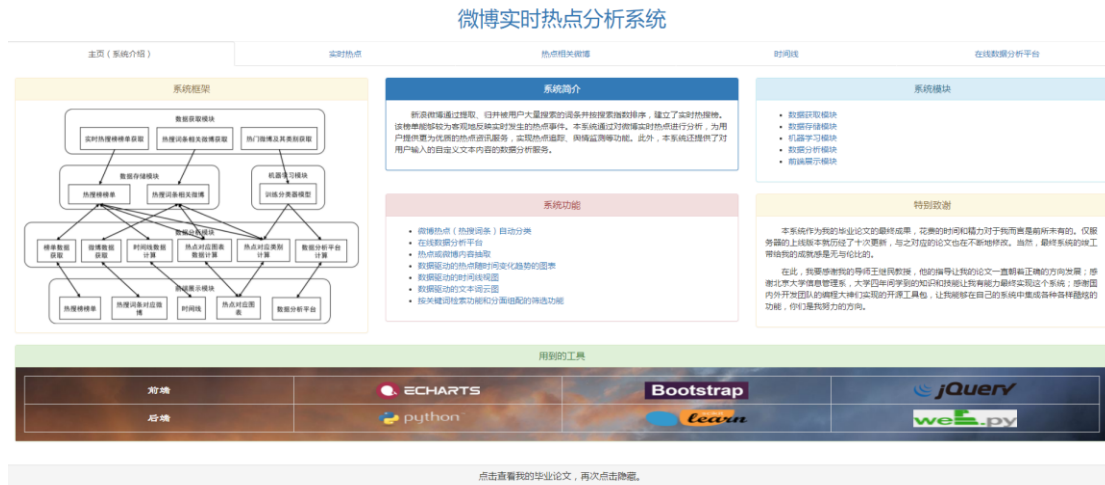 微博实时热点分析系统
主页（系统介绍）
实时热点
热点相关微博
时间线
在线数据分析平台
系统框架
数据获取模块
实时热搜榜榜单获取
热搜词条相关微博获取
热门微博及其类别获取
数据存储模块
热搜榜榜单
热搜词条相关微博
机器学习模块
训练分类器模型
数据分析模块
榜单数据
获取
微博数据
获取
时间线数据
计算
热点对应图表
数据计算
热点对应类别
计算
数据分析平台
计算
前端展示模块
热搜榜榜单
热搜词条对应微
博
时间线
热点对应图
表
数据分析平台
系统简介
新浪微博通过提取、归并被用户大量搜索的词条并按搜索指数排序，建立了实时热搜榜。
该榜单能够较为客观地反映实时发生的热点事件。本系统通过对微博实时热点进行分析，为用
户提供更为优质的热点资讯服务，实现热点追踪、舆情监测等功能。此外，本系统还提供了对
用户输入的自定义文本内容的数据分析服务。
系统模块
数据获取模块
数据存储模块
机器学习模块
数据分析模块
前端展示模块
系统功能
微博热点（热搜词条）自动分类
在线数据分析平台
热点或微博内容抽取
数据驱动的热点随时间变化趋势的图表
数据驱动的时间线视图
数据驱动的文本词云图
按关键词检索功能和分面组配的筛选功能
特别致谢
本系统作为我的毕业论文的最终成果，花费的时间和精力对于我而言是前所未有的。仅服
务器的上线版本就历经了十次更新，与之对应的论文也在不断地修改。当然，最终系统的竣工
带给我的成就感是无与伦比的。
在此，我要感谢我的导师王继民教授，他的指导让我的论文一直朝着正确的方向发展；感
谢北京大学信息管理系，大学四年间学到的知识和技能让我有能力最终实现这个系统；感谢国
内外开发团队的编程大神们实现的开源工具包，让我能够在自己的系统中集成各种各样酷炫的
功能，你们是我努力的方向。
用到的工具
前端
ECHARTS
Bootstrap
jQuery
后端
python
learn
web.py
点击查看我的毕业论文，再次点击隐藏。